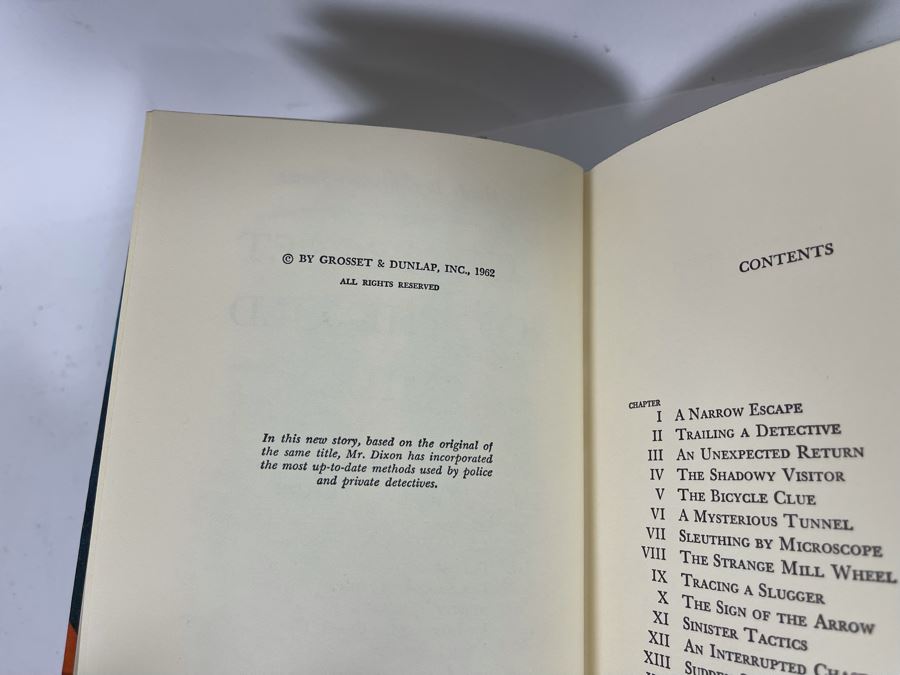 © BY GROSSET & DUNLAP, INC., 1962
ALL RIGHTS RESERVED
In this new story, based on the original of
the same title, Mr. Dixon has incorporated
the most up-to-date methods used by police
and private detectives.
CONTENTS
CHAPTER
I A NARROW ESCAPE
II TRAILING A DETECTIVE
III AN UNEXPECTED RETURN
IV THE SHADOWY VISITOR
V THE BICYCLE CLUE
VI A MYSTERIOUS TUNNEL
VII SLEUTHING BY MICROSCOPE
VIII THE STRANGE MILL WHEEL
IX TRACING A SLUGGER
X THE SIGN OF THE ARROW
XI SINISTER TACTICS
XII AN INTERRUPTED
XIII